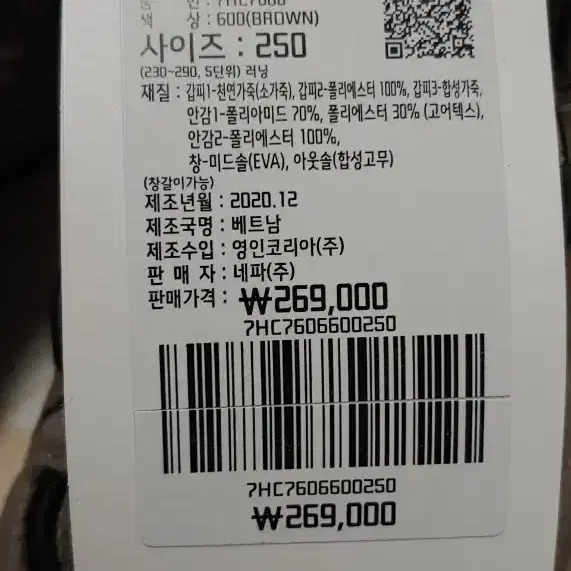 색 상 : 600(BROWN)
사이즈 : 250
(230~290, 5단위) 러닝
재질 : 갑피1-천연가죽(소가죽), 갑피2-폴리에스터 100%, 갑피3-합성가죽,
안감1-폴리아미드 70%, 폴리에스터 30% (고어텍스),
안감2-폴리에스터 100%,
창-미드솔(EVA), 아웃솔(합성고무)
(창갈이가능)
제조년월 : 2020.12
제조국명 : 베트남
제조수입 : 영인코리아(주)
판 매 자 : 네파(주)
판매가격 : ₩269,000
7HC7606600250
7HC7606600250
₩269,000